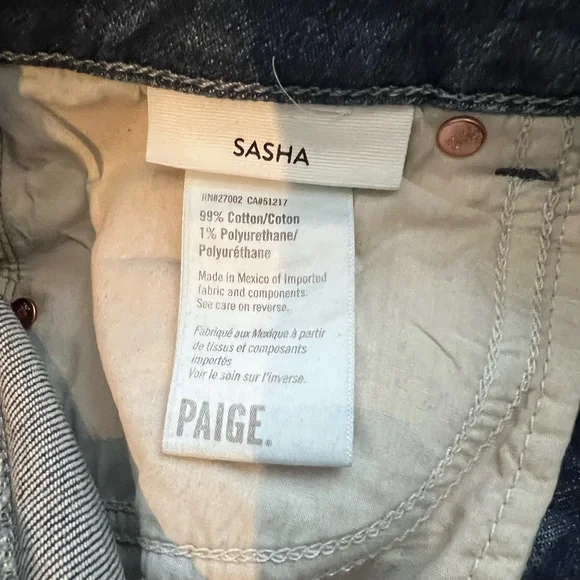 SASHA
RN#27002 CA#51217
99% Cotton/Coton
1% Polyurethane/
Polyuréthane
Made in Mexico of Imported
fabric and components.
See care on reverse.
Fabriqué aux Mexique à partir
de tissus et composants
importés
Voir le soin sur l'inverse.
PAIGE.